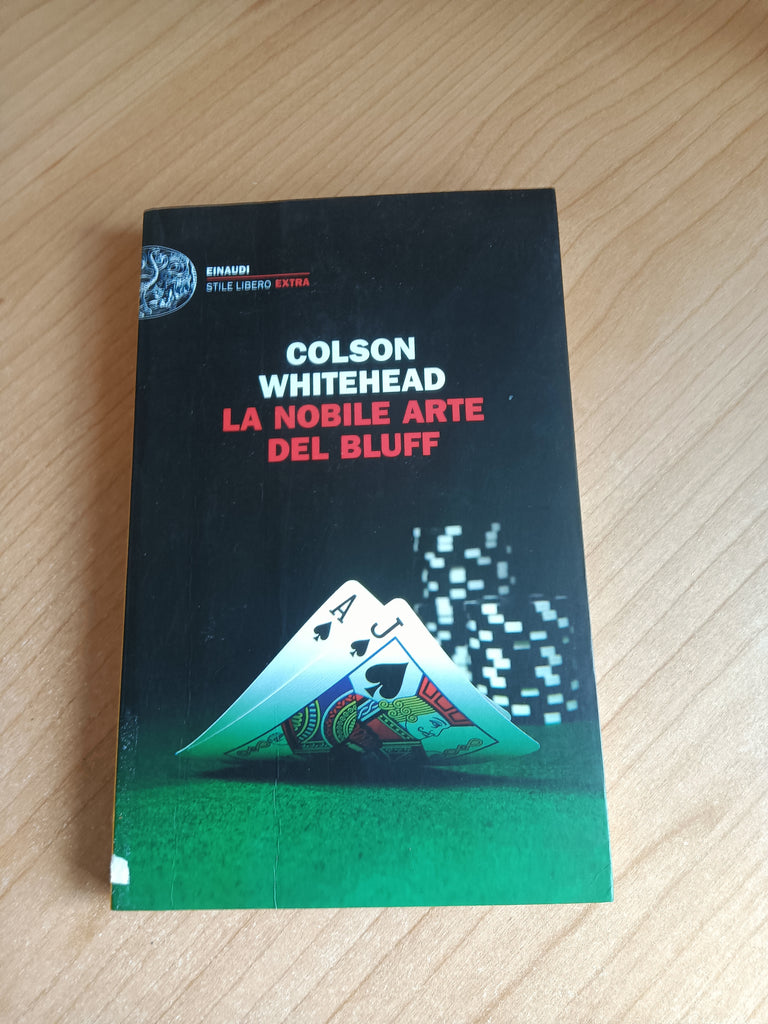 EINAUDI
STILE LIBERO EXTRA
COLSON
WHITEHEAD
LA NOBILE ARTE
DEL BLUFF
A
J